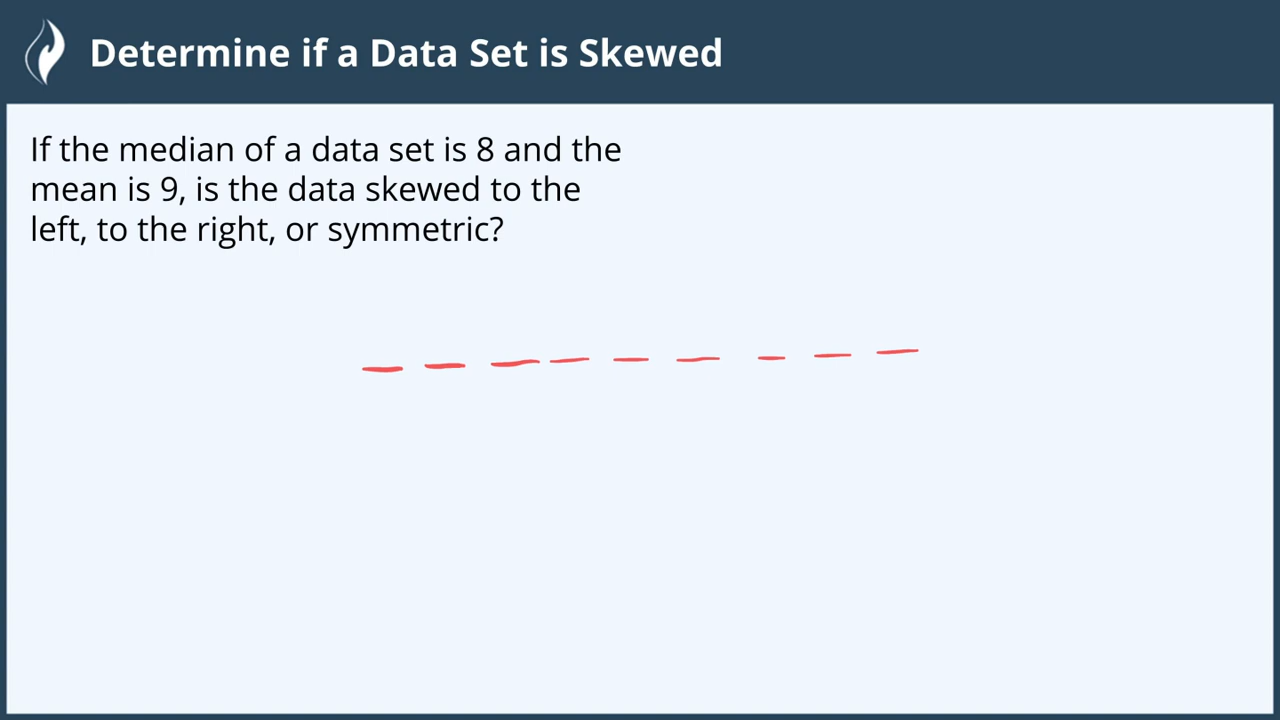 Determine if a Data Set is Skewed
If the median of a data set is 8 and the
mean is 9, is the data skewed to the
left, to the right, or symmetric?